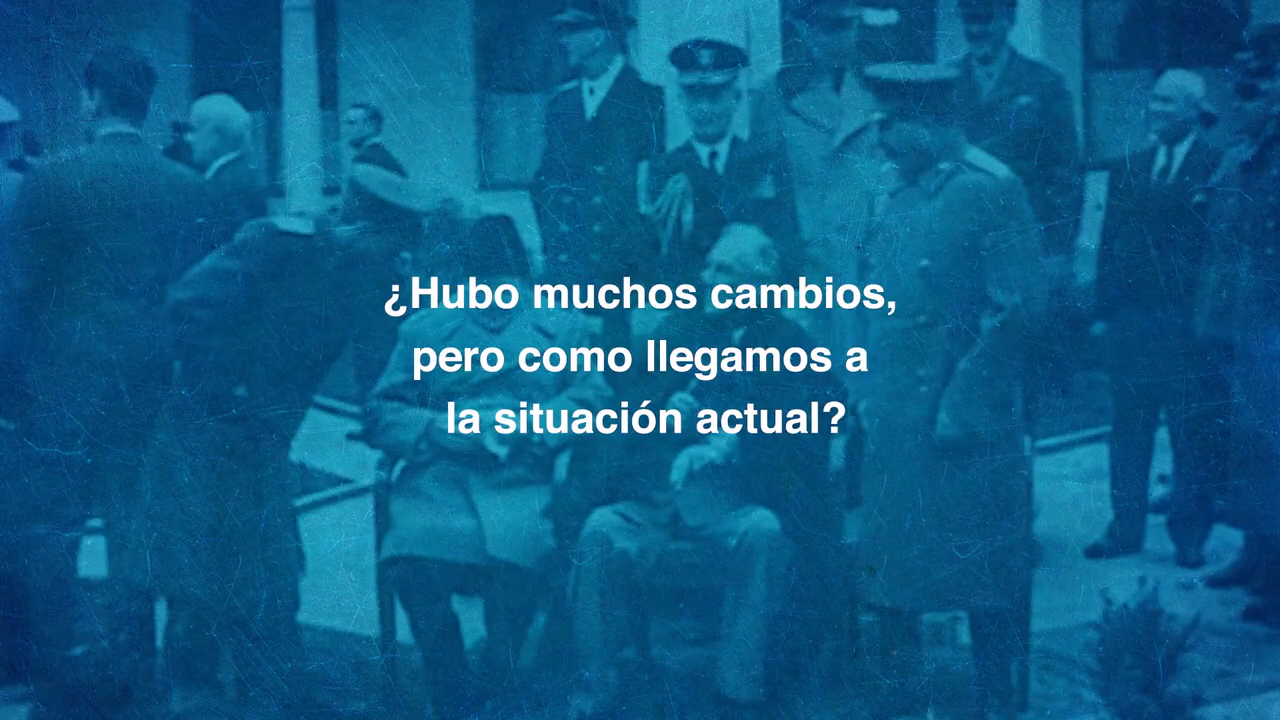 ¿Hubo muchos cambios,
pero como llegamos a
la situación actual?